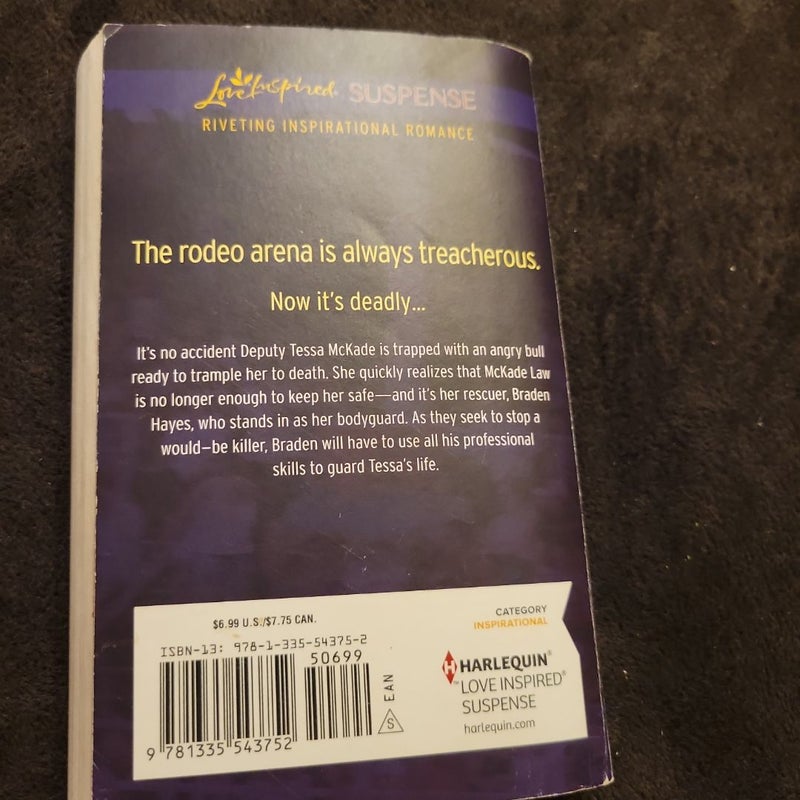 Love Inspired SUSPENSE
RIVETING INSPIRATIONAL ROMANCE
The rodeo arena is always treacherous.
Now it's deadly...
It's no accident Deputy Tessa McKade is trapped with an angry bull
ready to trample her to death. She quickly realizes that McKade Law
is no longer enough to keep her safe—and it's her rescuer, Braden
Hayes, who stands in as her bodyguard. As they seek to stop a
would–be killer, Braden will have to use all his professional
skills to guard Tessa's life.
$6.99 U.S./$7.75 CAN.
ISBN-13: 978-1-335-54375-2
50699
9 781335 543752
S
EAN
CATEGORY
INSPIRATIONAL
H HARLEQUIN®
™ LOVE INSPIRED®
SUSPENSE
harlequin.com